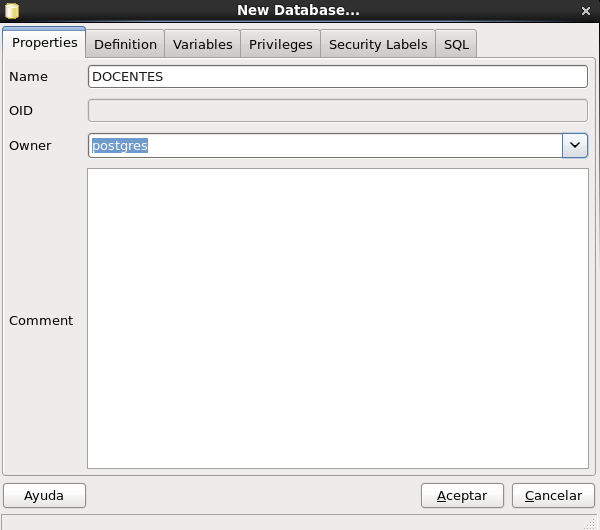 New Database...
Properties Definition Variables Privileges Security Labels SQL
Name DOCENTES
OID
Owner postgres
Comment
Ayuda Aceptar Cancelar